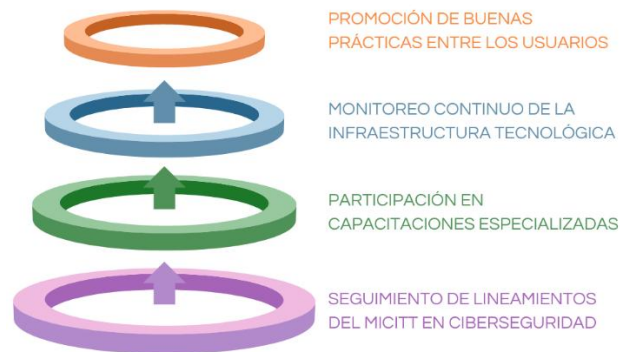 PROMOCIÓN DE BUENAS
PRÁCTICAS ENTRE LOS USUARIOS
MONITOREO CONTINUO DE LA
INFRAESTRUCTURA TECNOLÓGICA
PARTICIPACIÓN EN
CAPACITACIONES ESPECIALIZADAS
SEGUIMIENTO DE LINEAMIENTOS
DEL MICITT EN CIBERSEGURIDAD